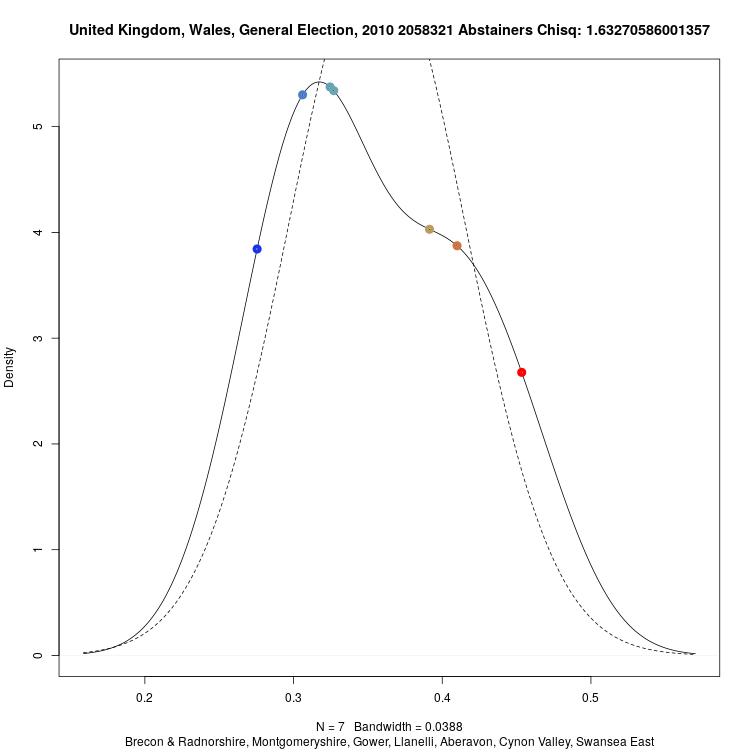 United Kingdom, Wales, General Election, 2010 2058321 Abstainers Chisq: 1.63270586001357
Density
5
4
3
2
1
0
0.2 0.3 0.4 0.5
N = 7 Bandwidth = 0.0388
Brecon & Radnorshire, Montgomeryshire, Gower, Llanelli, Aberavon, Cynon Valley, Swansea East